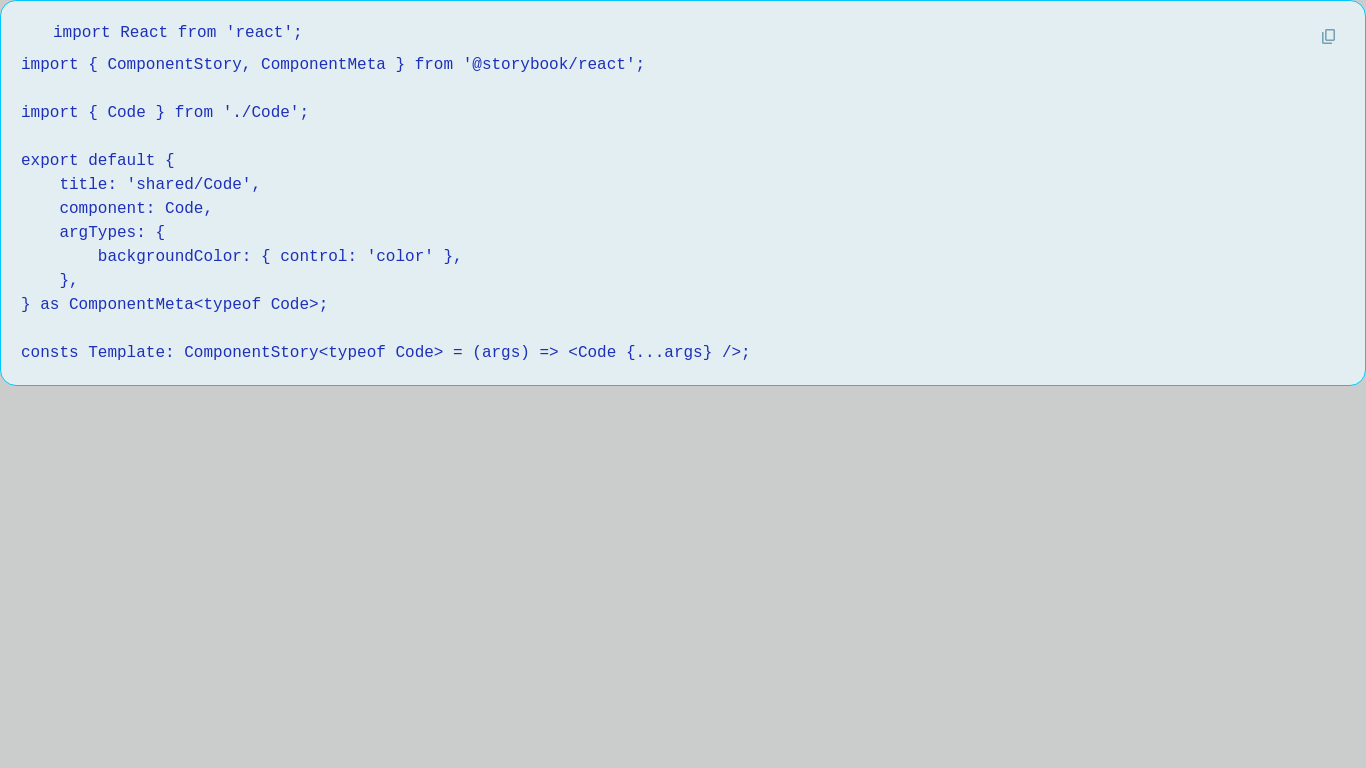 import React from 'react';
import { ComponentStory, ComponentMeta } from '@storybook/react';

import { Code } from './Code';

export default {
    title: 'shared/Code',
    component: Code,
    argTypes: {
        backgroundColor: { control: 'color' },
    },
} as ComponentMeta<typeof Code>;

consts Template: ComponentStory<typeof Code> = (args) => <Code {...args} />;